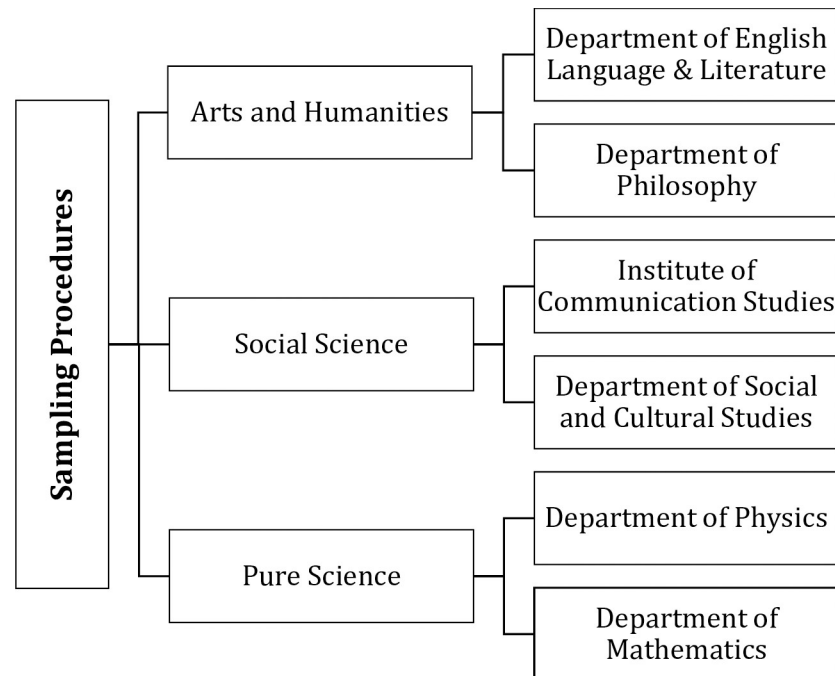 Sampling Procedures
Arts and Humanities
Department of English
Language & Literature
Department of
Philosophy
Social Science
Institute of
Communication Studies
Department of Social
and Cultural Studies
Pure Science
Department of Physics
Department of
Mathematics